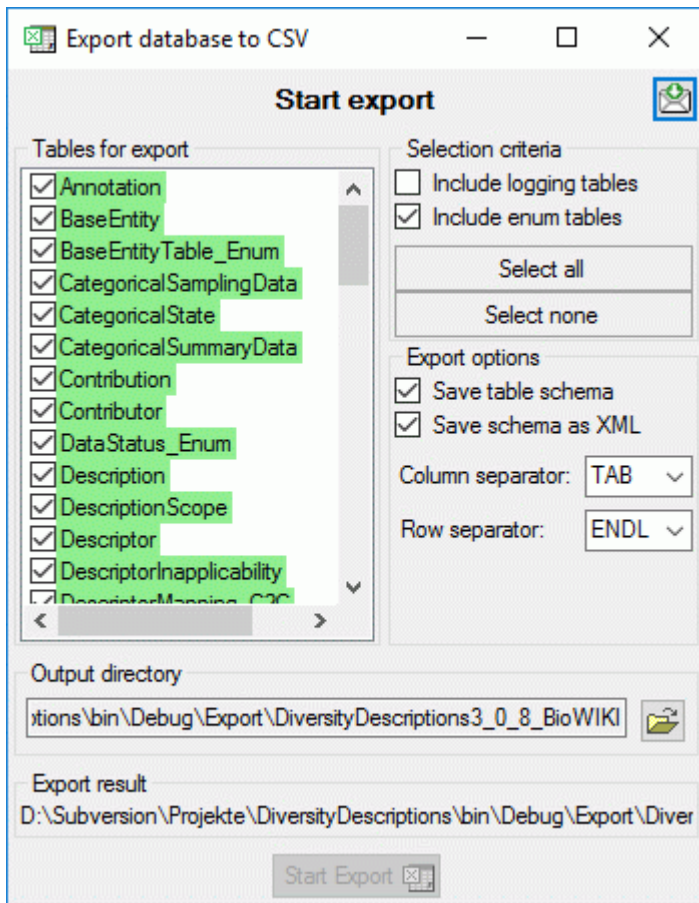 Export database to CSV
Start export
Tables for export
Annotation
BaseEntity
BaseEntityTable_Enum
CategoricalSamplingData
CategoricalState
CategoricalSummaryData
Contribution
Contributor
DataStatus_Enum
Description
DescriptionScope
Descriptor
DescriptorInapplicability
DescriptorMapping_C2C
Selection criteria
Include logging tables
Include enum tables
Select all
Select none
Export options
Save table schema
Save schema as XML
Column separator: TAB
Row separator: ENDL
Output directory
otions\bin\Debug\Export\DiversityDescriptions3_0_8_BioWIKI
Export result
D:\Subversion\Projekte\DiversityDescriptions\bin\Debug\Export\Diver
Start Export